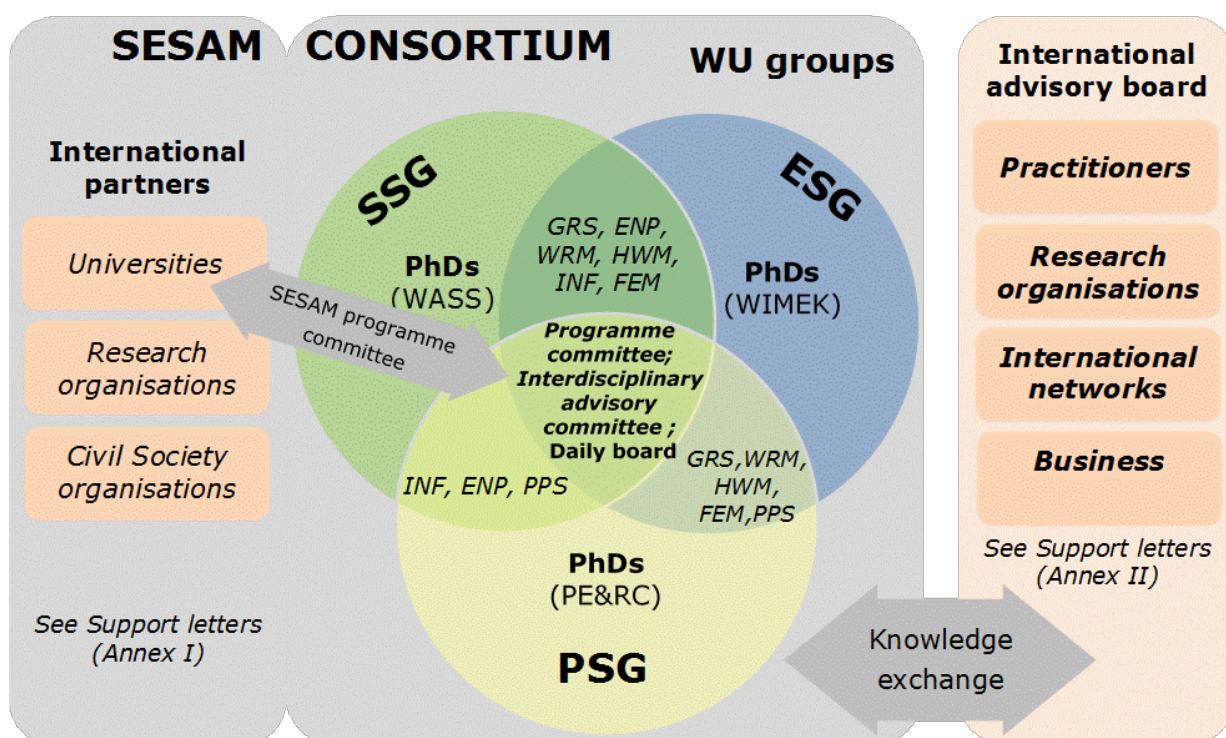 SESAM CONSORTIUM
WU groups
International
partners
Universities
Research
organisations
Civil Society
organisations
See Support letters
(Annex I)
SESAM programme
committee
SSG
PhDs
(WASS)
GRS, ENP,
WRM, HWM,
INF, FEM
ESG
PhDs
(WIMEK)
Programme
committee;
Interdisciplinary
advisory
committee ;
Daily board
INF, ENP, PPS
GRS,WRM,
HWM,
FEM,PPS
PhDs
(PE&RC)
PSG
Knowledge
exchange
International
advisory board
Practitioners
Research
organisations
International
networks
Business
See Support letters
(Annex II)